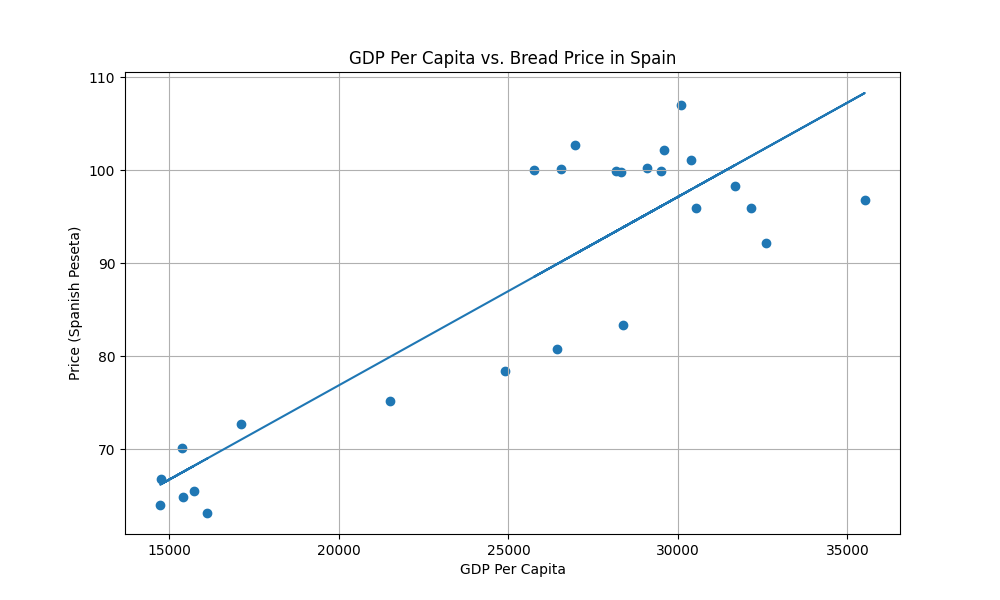 GDP Per Capita vs. Bread Price in Spain
Price (Spanish Peseta)
110
100
90
80
70
15000 20000 25000 30000 35000
GDP Per Capita